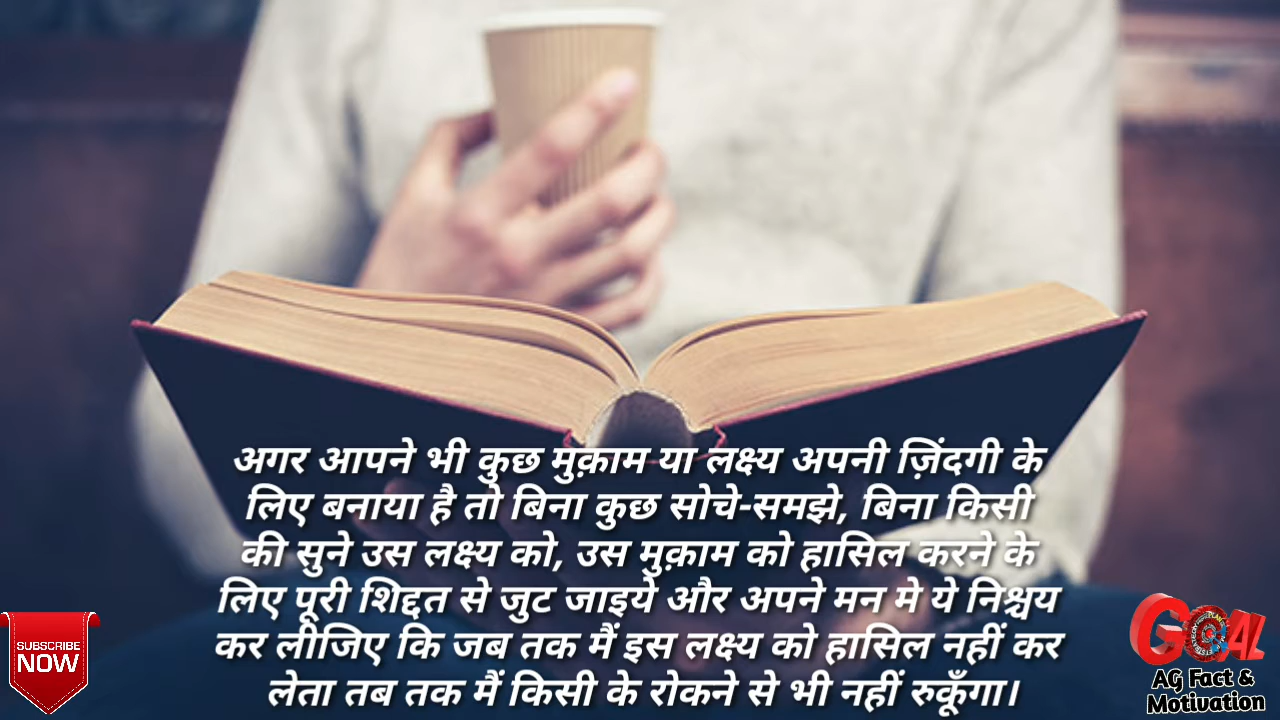 अगर आपने भी कुछ मुक़ाम या लक्ष्य अपनी ज़िंदगी के
लिए बनाया है तो बिना कुछ सोचे-समझे, बिना किसी
की सुने उस लक्ष्य को, उस मुक़ाम को हासिल करने के
लिए पूरी शिद्दत से जुट जाइये और अपने मन मे ये निश्चय
कर लीजिए कि जब तक मैं इस लक्ष्य को हासिल नहीं कर
लेता तब तक मैं किसी के रोकने से भी नहीं रुकूँगा।
SUBSCRIBE
NOW
GOAL
AG Fact &
Motivation